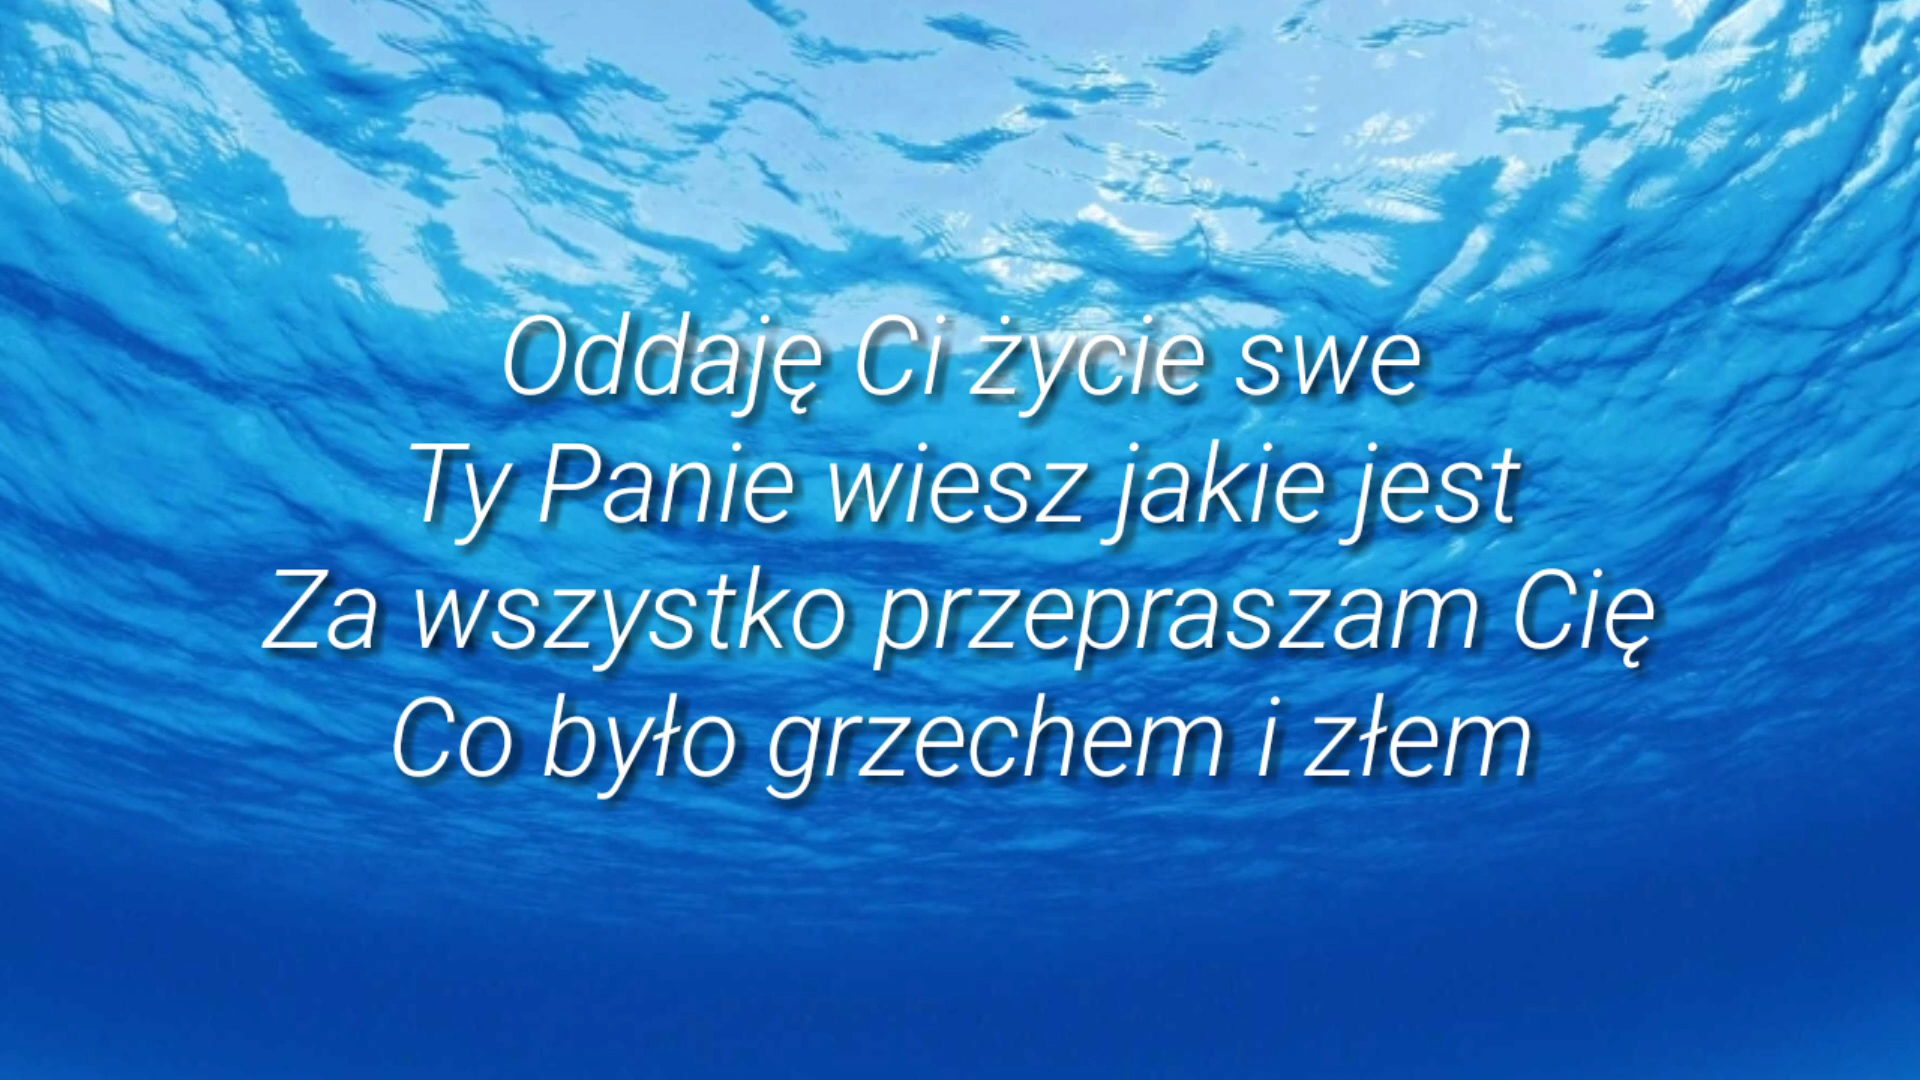 Oddaję Ci życie swe
Ty Panie wiesz jakie jest
Za wszystko przepraszam Cię
Co było grzechem i złem